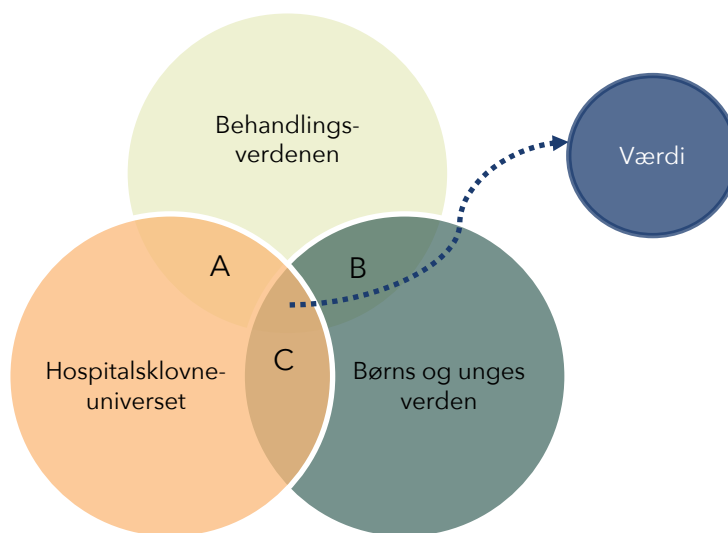 Behandlings-
verdenen
Værdi
A
B
C
Hospitalsklovne-
universet
Børns og unges
verden